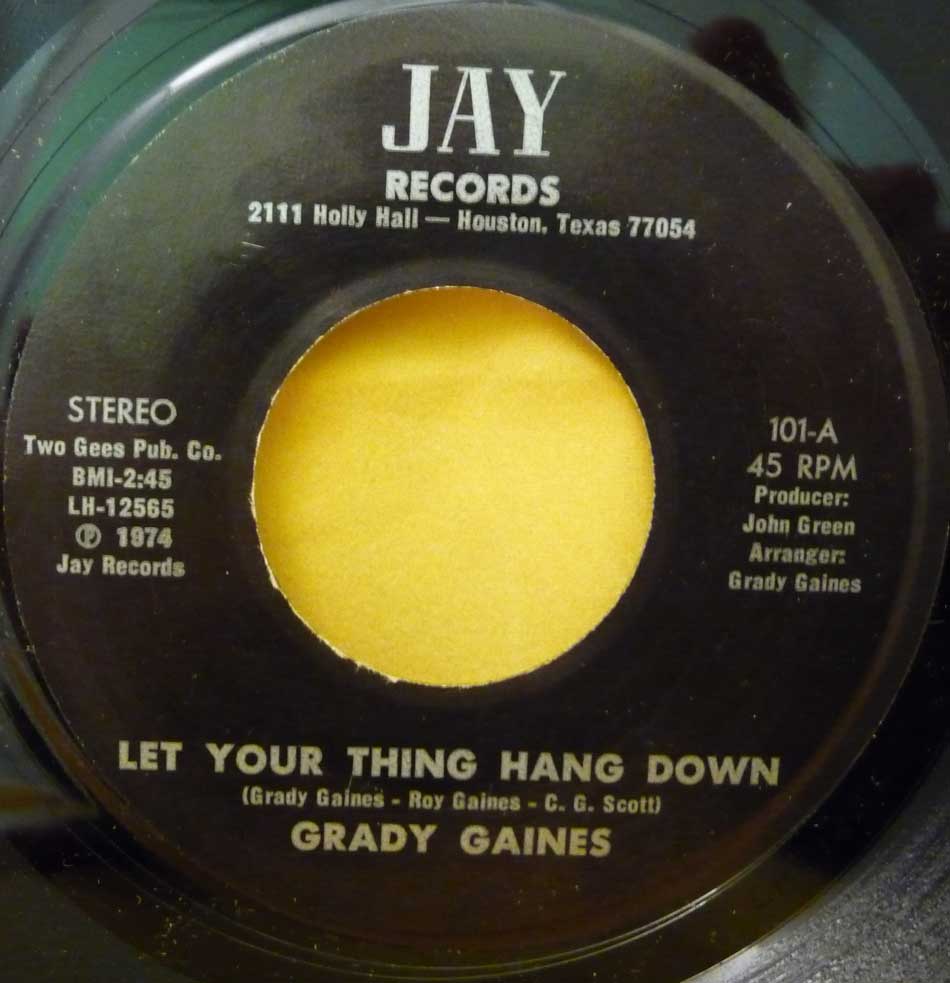 JAY
RECORDS
2111 Holly Hall — Houston, Texas 77054
STEREO
Two Gees Pub. Co.
BMI-2:45
LH-12565
Ⓟ 1974
Jay Records
101-A
45 RPM
Producer:
John Green
Arranger:
Grady Gaines
LET YOUR THING HANG DOWN
(Grady Gaines - Roy Gaines - C. G. Scott)
GRADY GAINES